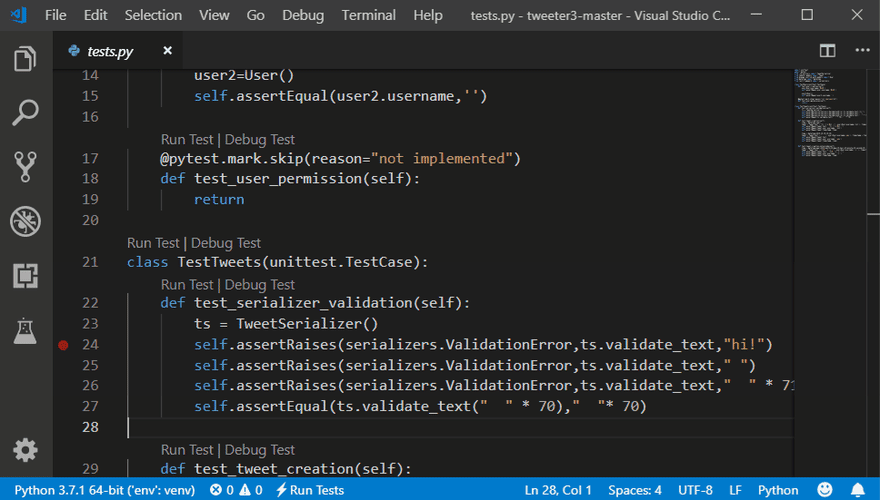 File Edit Selection View Go Debug Terminal Help tests.py - tweeter3-master - Visual Studio C...
tests.py
14 user2=User()
15 self.assertEqual(user2.username,'')
16
Run Test | Debug Test
17 @pytest.mark.skip(reason="not implemented")
18 def test_user_permission(self):
19 return
20
Run Test | Debug Test
21 class TestTweets(unittest.TestCase):
Run Test | Debug Test
22 def test_serializer_validation(self):
23 ts = TweetSerializer()
24 self.assertRaises(serializers.ValidationError,ts.validate_text,"hi!")
25 self.assertRaises(serializers.ValidationError,ts.validate_text," ")
26 self.assertRaises(serializers.ValidationError,ts.validate_text,"  " * 71
27 self.assertEqual(ts.validate_text("  " * 70),"  "* 70)
28
Run Test | Debug Test
29 def test_tweet_creation(self):
Python 3.7.1 64-bit ('env': venv) 0 0 Run Tests Ln 28, Col 1 Spaces: 4 UTF-8 LF Python